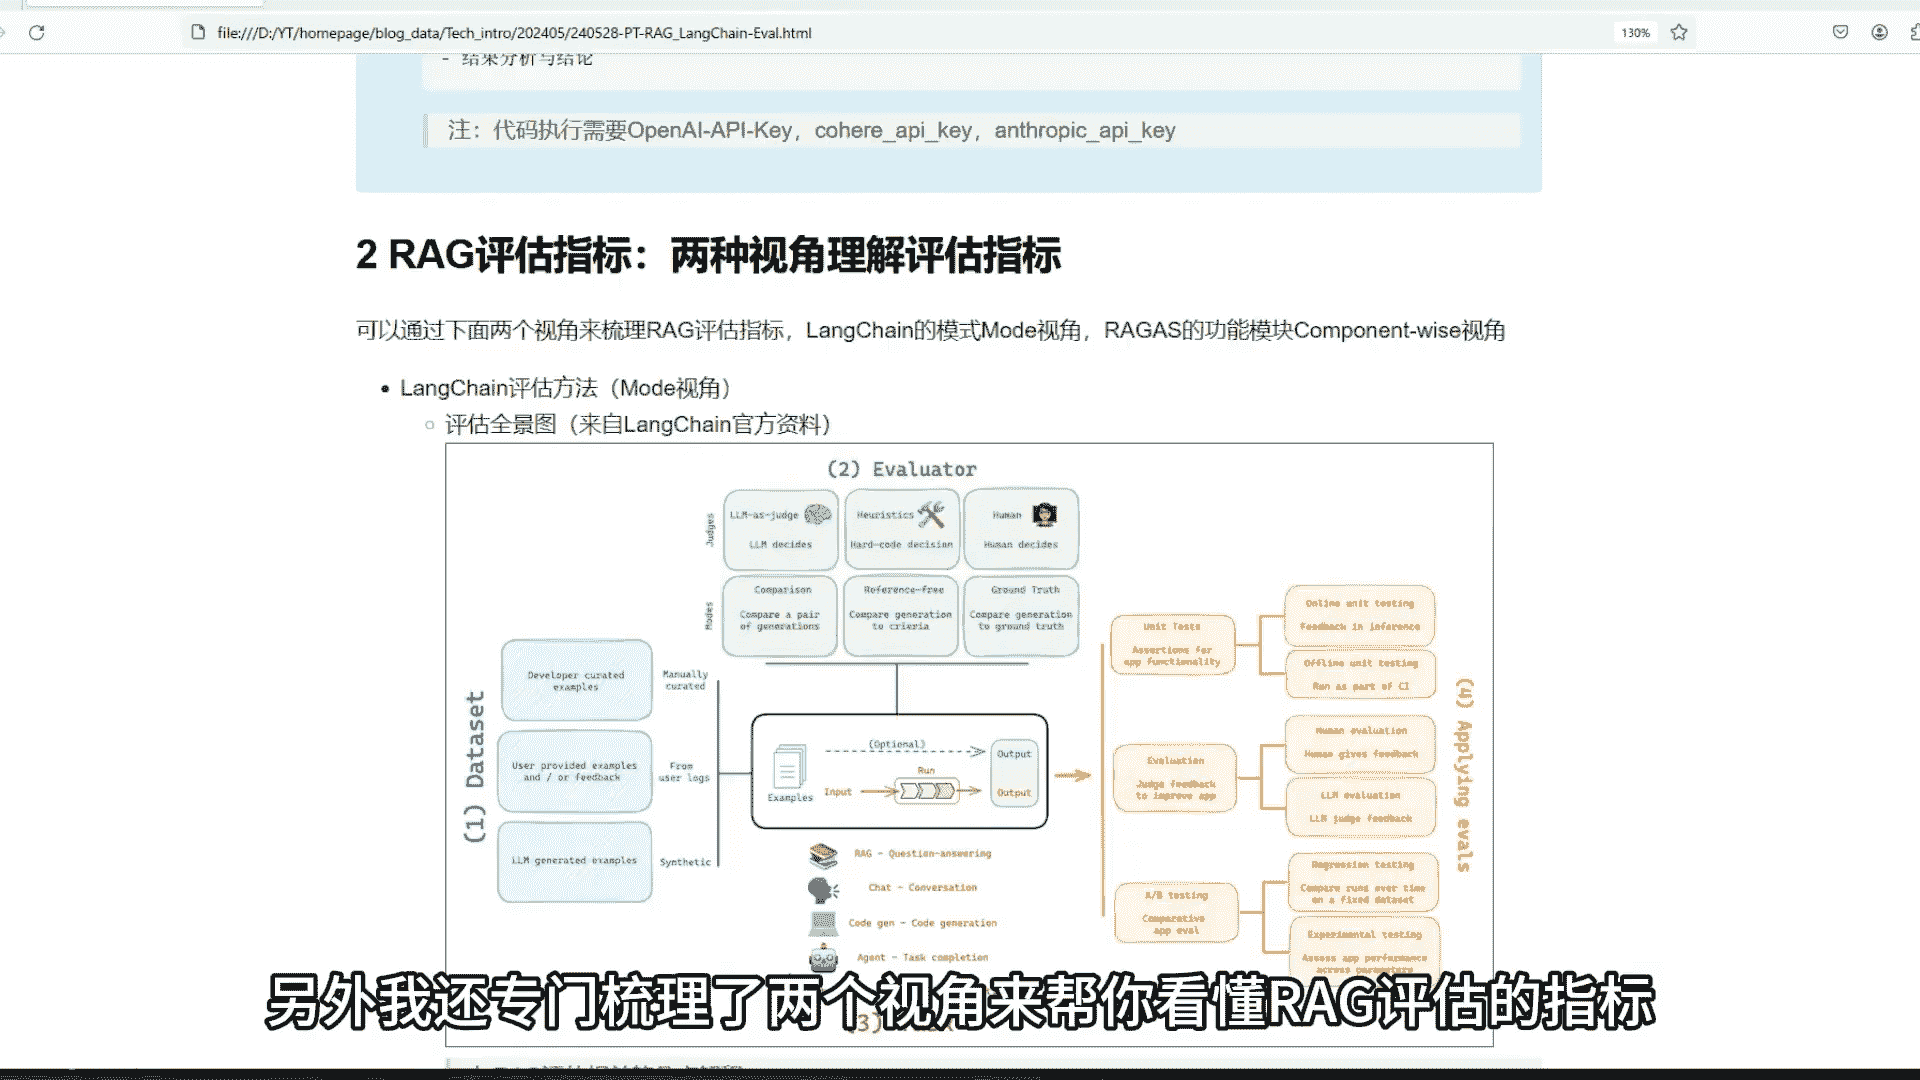 file:///D:/YT/homepage/blog_data/Tech_intro/202405/240528-PT-RAG_LangChain-Eval.html
130%
- 结果分析与结论
注：代码执行需要OpenAI-API-Key，cohere_api_key，anthropic_api_key
2 RAG评估指标：两种视角理解评估指标
可以通过下面两个视角来梳理RAG评估指标，LangChain的模式Mode视角，RAGAS的功能模块Component-wise视角
• LangChain评估方法（Mode视角）
○ 评估全景图（来自LangChain官方资料）
(2) Evaluator
Judges
LLM-as-judge
LLM decides
Heuristics
Hard-code decision
Human
Human decides
Modes
Comparison
Compare a pair
of generations
Reference-free
Compare generation
to crieria
Ground Truth
Compare generation
to ground truth
(1) Dataset
Developer curated
examples
Manually
curated
User provided examples
and / or feedback
From
user logs
LLM generated examples
Synthetic
Examples
(Optional)
Input
Run
Output
Output
RAG - Question-answering
Chat - Conversation
Code gen - Code generation
Agent - Task completion
Unit Tests
Assertions for
app functionality
Online unit testing
Feedback in inference
Offline unit testing
Run as part of CI
Evaluation
Judge feedback
to improve app
Human evaluation
Human gives feedback
LLM evaluation
LLM judge feedback
A/B testing
Comparative
app eval
Regression testing
Compare runs over time
on a fixed dataset
Experimental testing
Assess app performance
across parameters
(4) Applying evals
另外我还专门梳理了两个视角来帮你看懂RAG评估的指标